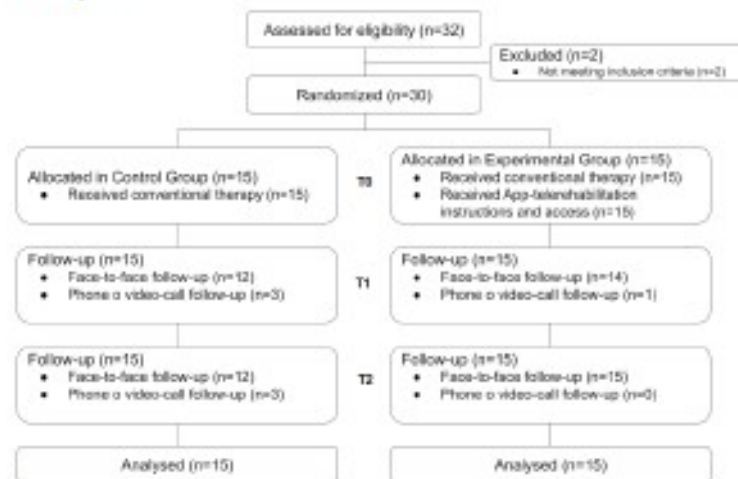 Assessed for eligibility (n=32)
Excluded (n=2)
• Not meeting inclusion criteria (n=2)
Randomized (n=30)
Allocated in Control Group (n=15)
• Received conventional therapy (n=15)
T0
Allocated in Experimental Group (n=15)
• Received conventional therapy (n=15)
• Received App-telerehabilitation
instructions and access (n=15)
Follow-up (n=15)
• Face-to-face follow-up (n=12)
• Phone o video-call follow-up (n=3)
T1
Follow-up (n=15)
• Face-to-face follow-up (n=14)
• Phone o video-call follow-up (n=1)
Follow-up (n=15)
• Face-to-face follow-up (n=12)
• Phone o video-call follow-up (n=3)
T2
Follow-up (n=15)
• Face-to-face follow-up (n=15)
• Phone o video-call follow-up (n=0)
Analysed (n=15)
Analysed (n=15)